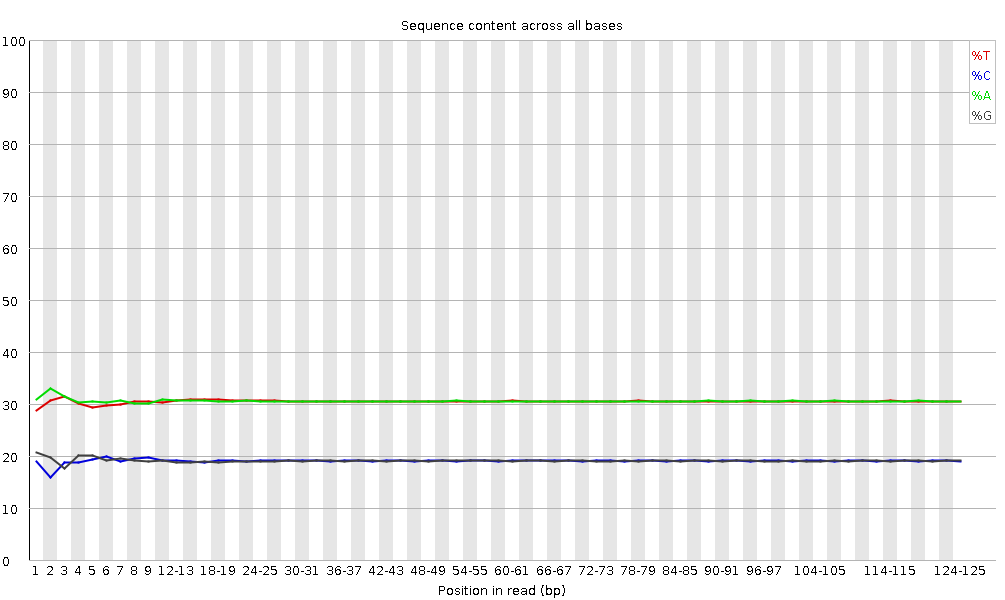 Sequence content across all bases
100
90
80
70
60
50
40
30
20
10
0
%T
%C
%A
%G
1 2 3 4 5 6 7 8 9 12-13 18-19 24-25 30-31 36-37 42-43 48-49 54-55 60-61 66-67 72-73 78-79 84-85 90-91 96-97 104-105 114-115 124-125
Position in read (bp)